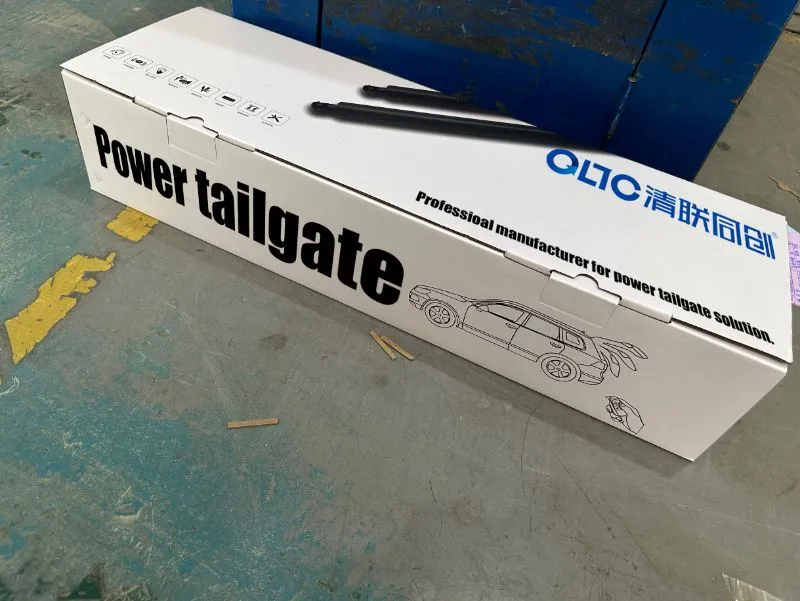 QLTC 清联同创®
Professioal manufacturer for power tailgate solution.
Power tailgate